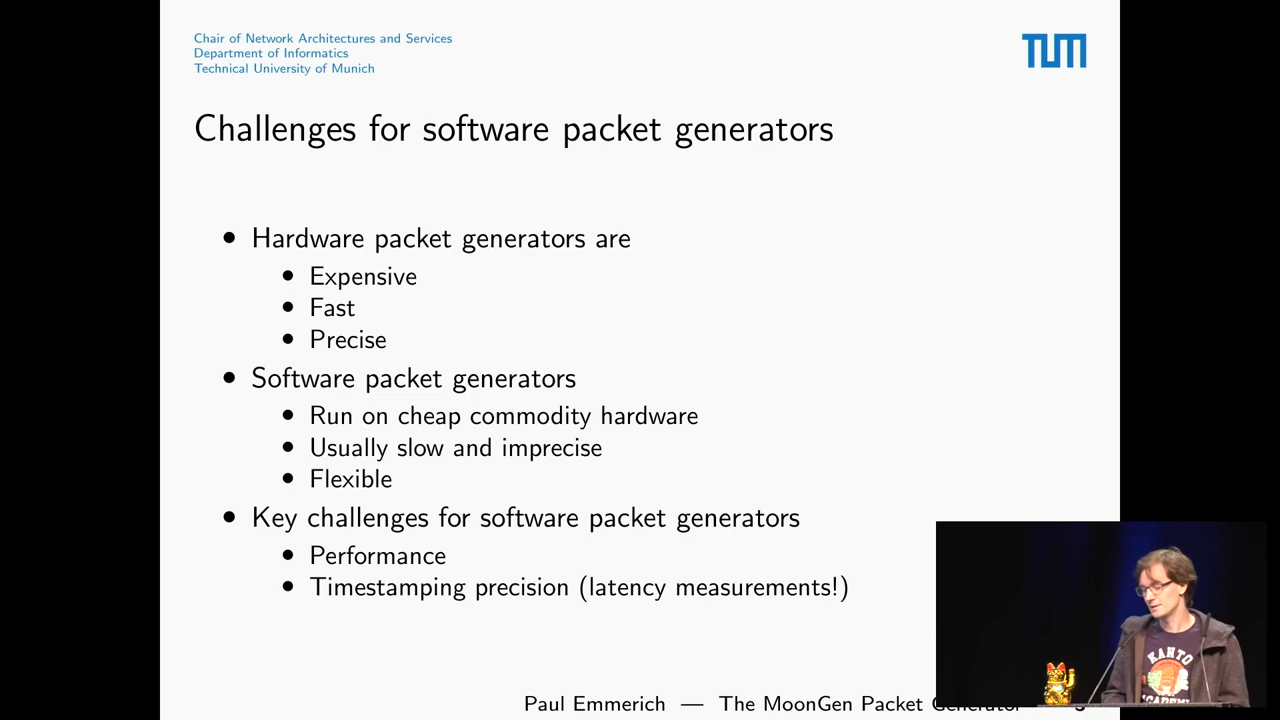 Chair of Network Architectures and Services
Department of Informatics
Technical University of Munich
TUM
Challenges for software packet generators
• Hardware packet generators are
• Expensive
• Fast
• Precise
• Software packet generators
• Run on cheap commodity hardware
• Usually slow and imprecise
• Flexible
• Key challenges for software packet generators
• Performance
• Timestamping precision (latency measurements!)
KANTO
ACADEMY
Paul Emmerich — The MoonGen Packet Generator